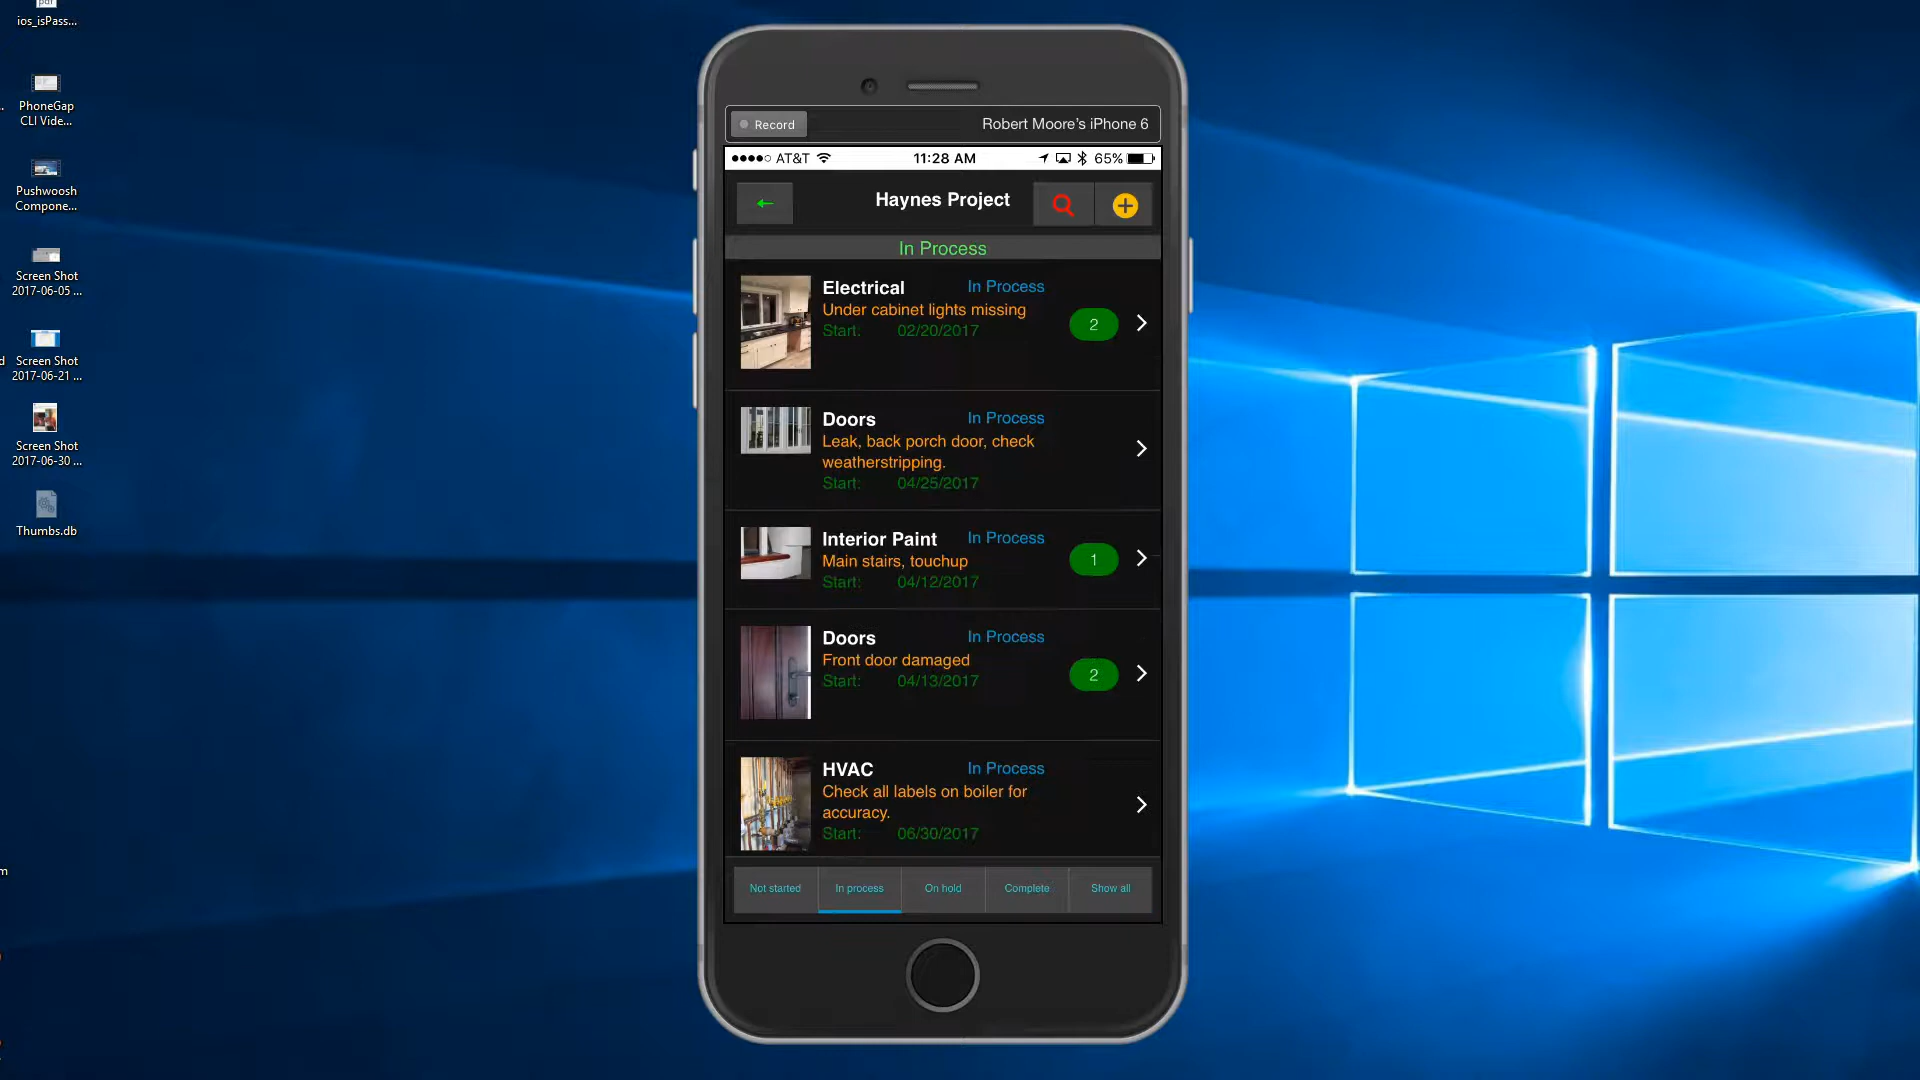 ios_isPass...
PhoneGap
CLI Vide...
Pushwoosh
Compone...
Screen Shot
2017-06-05 ...
Screen Shot
2017-06-21 ...
Screen Shot
2017-06-30 ...
Thumbs.db
Record
Robert Moore's iPhone 6
AT&T
11:28 AM
65%
Haynes Project
In Process
Electrical In Process
Under cabinet lights missing
Start: 02/20/2017
2
Doors In Process
Leak, back porch door, check
weatherstripping.
Start: 04/25/2017
Interior Paint In Process
Main stairs, touchup
Start: 04/12/2017
1
Doors In Process
Front door damaged
Start: 04/13/2017
2
HVAC In Process
Check all labels on boiler for
accuracy.
Start: 06/30/2017
Not started In process On hold Complete Show all